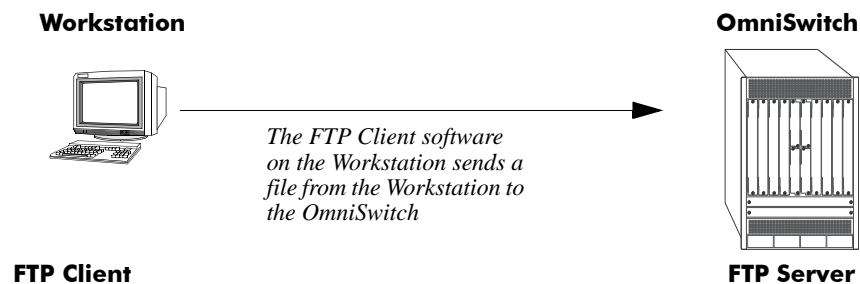 Workstation
OmniSwitch
The FTP Client software
on the Workstation sends a
file from the Workstation to
the OmniSwitch
FTP Client
FTP Server